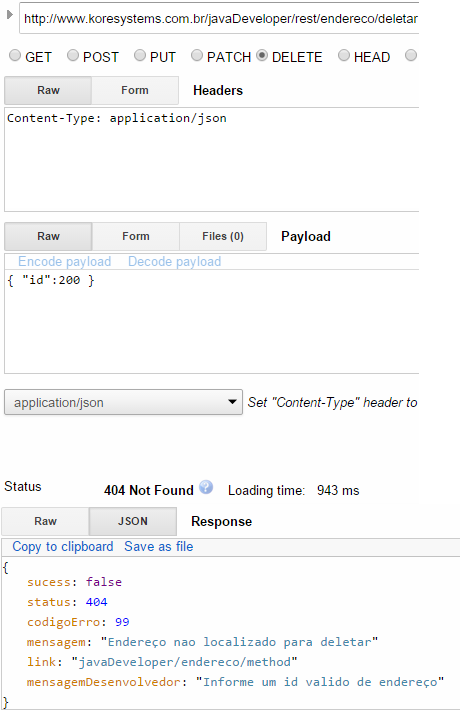 http://www.koresystems.com.br/javaDeveloper/rest/endereco/deletar
GET POST PUT PATCH DELETE HEAD
Raw Form Headers
Content-Type: application/json
Raw Form Files (0) Payload
Encode payload Decode payload
{ "id":200 }
application/json Set "Content-Type" header to
Status 404 Not Found ? Loading time: 943 ms
Raw JSON Response
Copy to clipboard Save as file
{
sucess: false
status: 404
codigoErro: 99
mensagem: "Endereço nao localizado para deletar"
link: "javaDeveloper/endereco/method"
mensagemDesenvolvedor: "Informe um id valido de endereço"
}